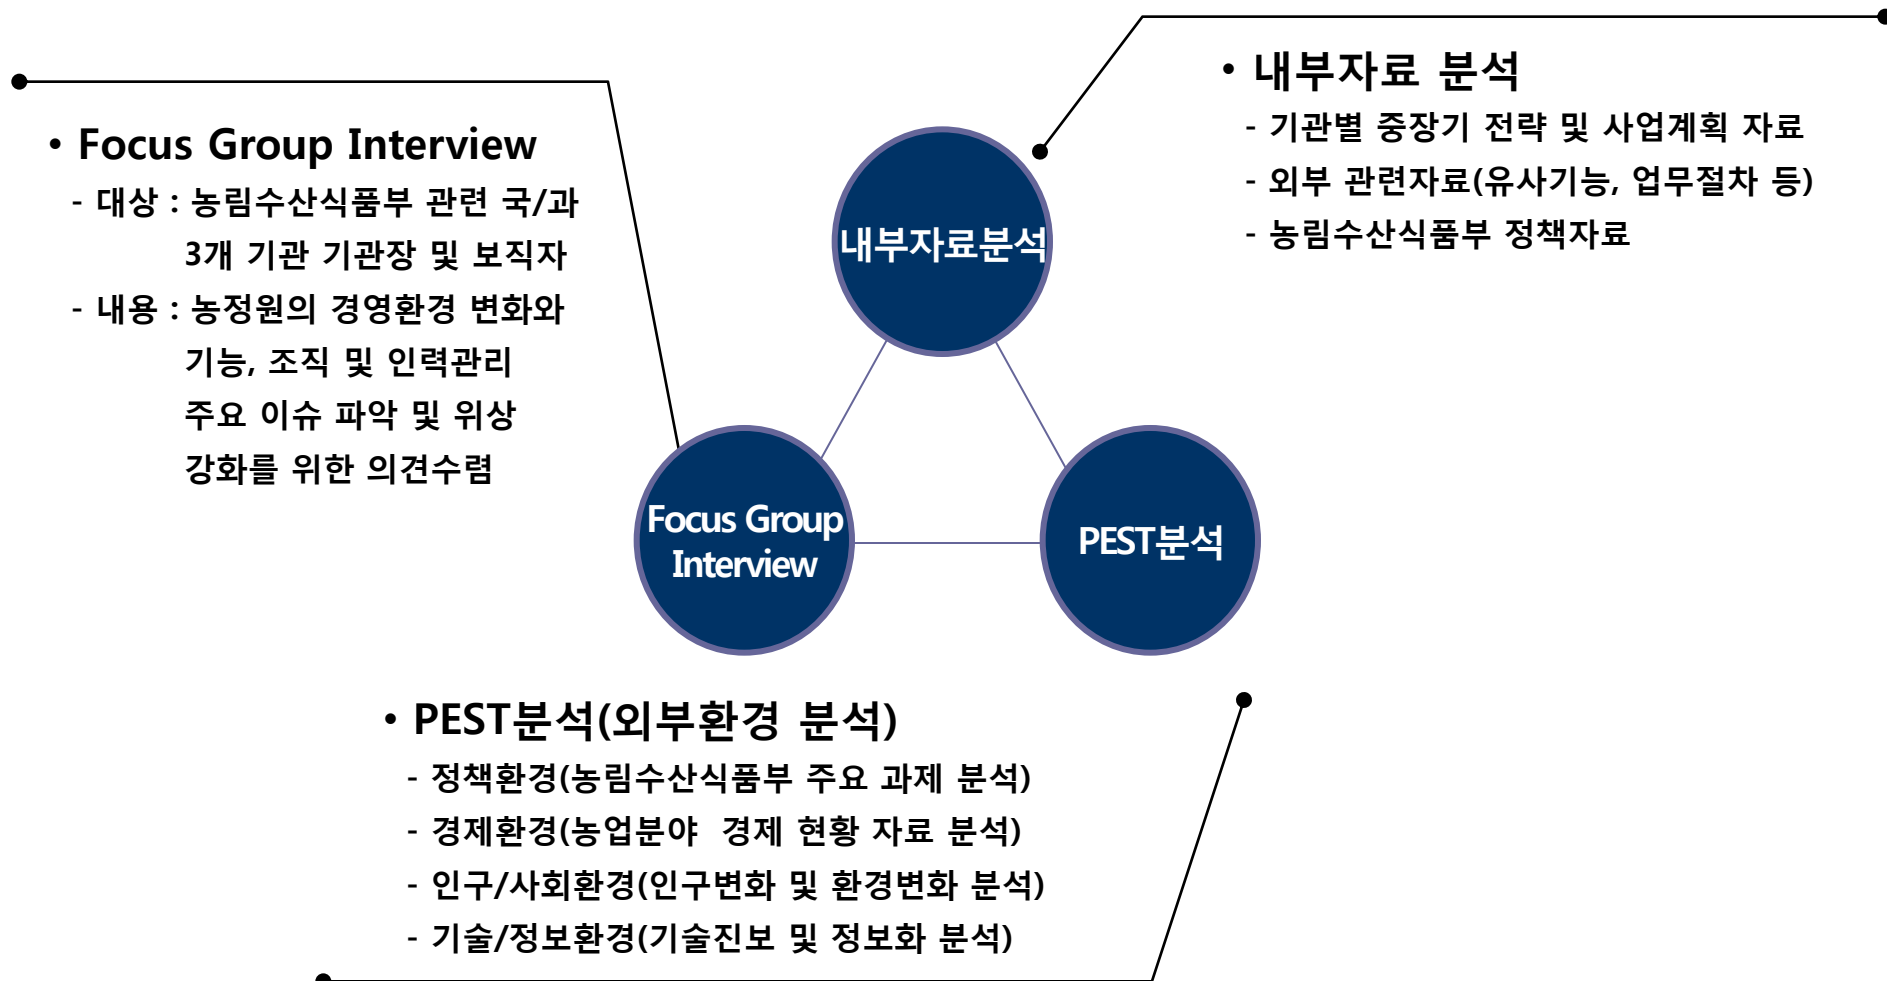 • Focus Group Interview
- 대상 : 농림수산식품부 관련 국/과
3개 기관 기관장 및 보직자
- 내용 : 농정원의 경영환경 변화와
기능, 조직 및 인력관리
주요 이슈 파악 및 위상
강화를 위한 의견수렴
• 내부자료 분석
- 기관별 중장기 전략 및 사업계획 자료
- 외부 관련자료(유사기능, 업무절차 등)
- 농림수산식품부 정책자료
내부자료분석
Focus Group
Interview
PEST분석
• PEST분석(외부환경 분석)
- 정책환경(농림수산식품부 주요 과제 분석)
- 경제환경(농업분야 경제 현황 자료 분석)
- 인구/사회환경(인구변화 및 환경변화 분석)
- 기술/정보환경(기술진보 및 정보화 분석)